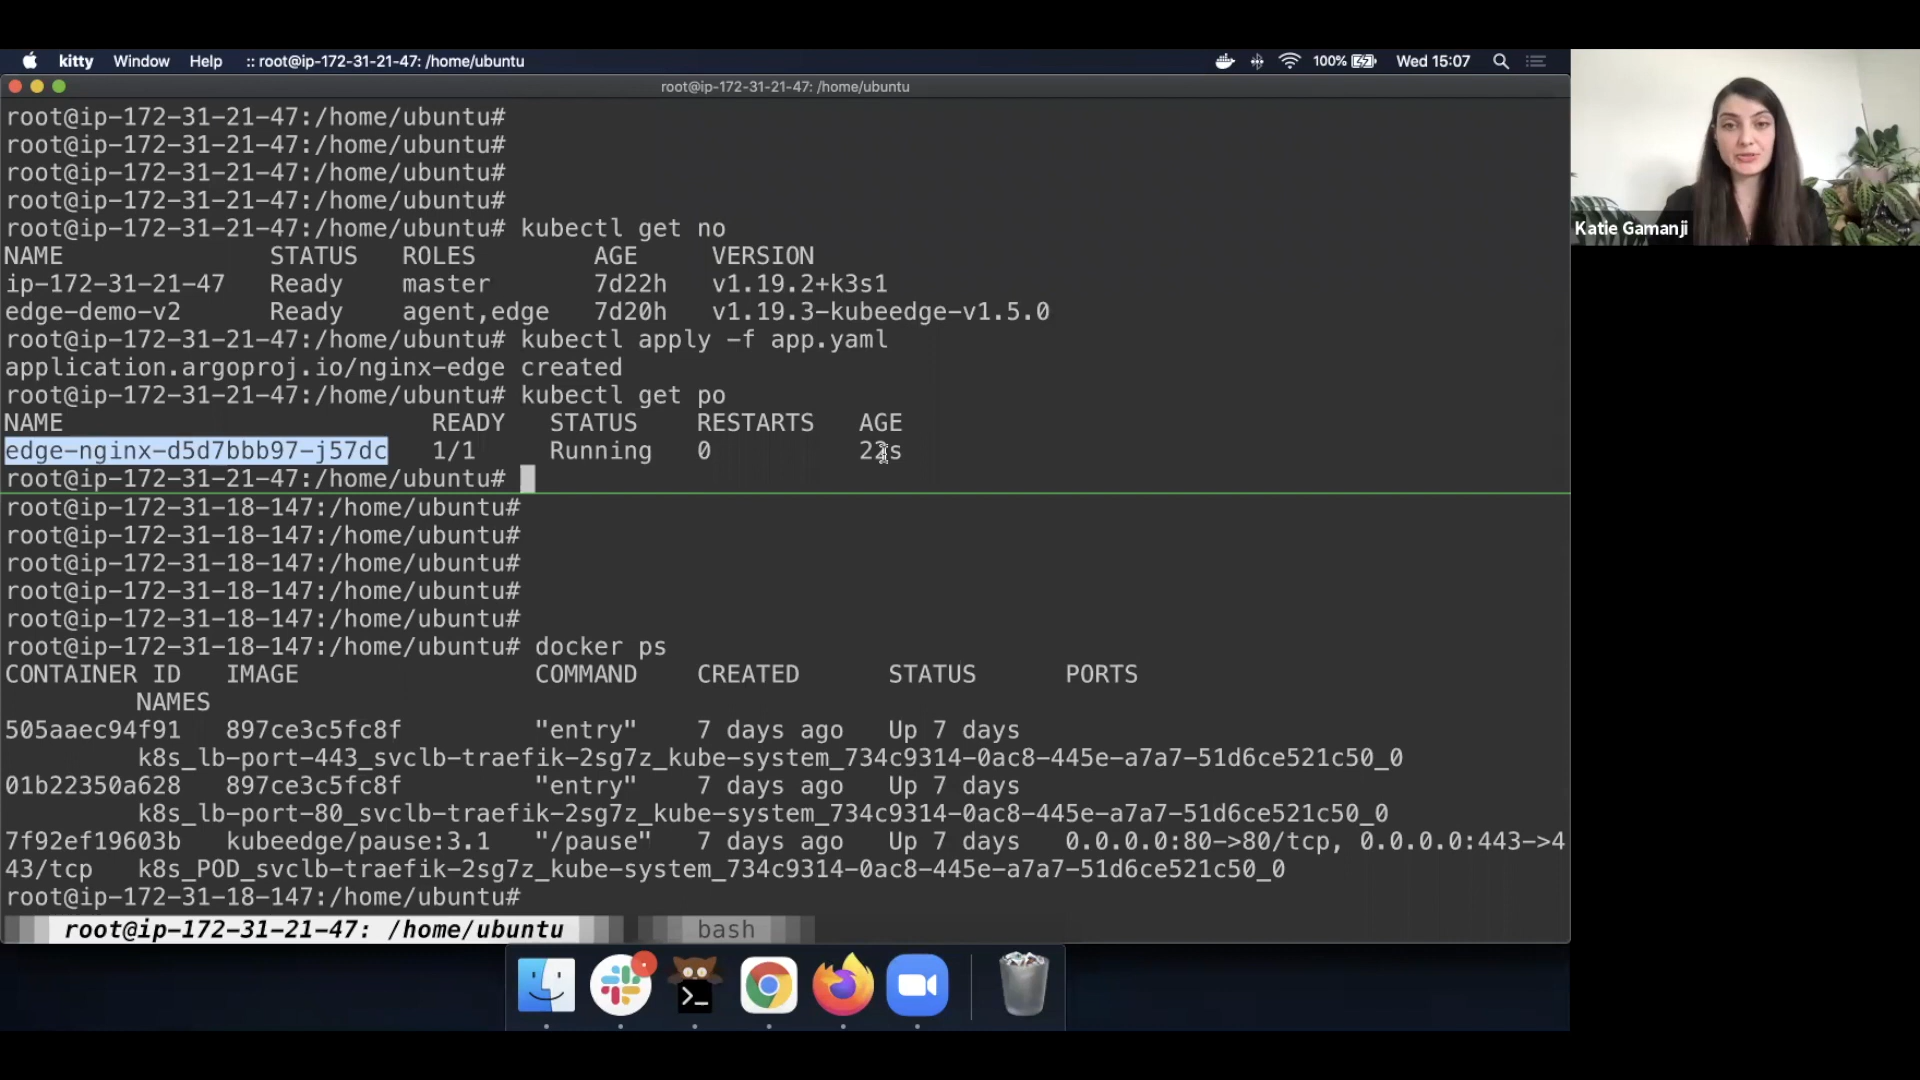 kitty Window Help :: root@ip-172-31-21-47: /home/ubuntu 100% Wed 15:07
root@ip-172-31-21-47: /home/ubuntu
root@ip-172-31-21-47:/home/ubuntu#
root@ip-172-31-21-47:/home/ubuntu#
root@ip-172-31-21-47:/home/ubuntu#
root@ip-172-31-21-47:/home/ubuntu#
root@ip-172-31-21-47:/home/ubuntu# kubectl get no
NAME STATUS ROLES AGE VERSION
ip-172-31-21-47 Ready master 7d22h v1.19.2+k3s1
edge-demo-v2 Ready agent,edge 7d20h v1.19.3-kubeedge-v1.5.0
root@ip-172-31-21-47:/home/ubuntu# kubectl apply -f app.yaml
application.argoproj.io/nginx-edge created
root@ip-172-31-21-47:/home/ubuntu# kubectl get po
NAME READY STATUS RESTARTS AGE
edge-nginx-d5d7bbb97-j57dc 1/1 Running 0 22s
root@ip-172-31-21-47:/home/ubuntu#
root@ip-172-31-18-147:/home/ubuntu#
root@ip-172-31-18-147:/home/ubuntu#
root@ip-172-31-18-147:/home/ubuntu#
root@ip-172-31-18-147:/home/ubuntu#
root@ip-172-31-18-147:/home/ubuntu#
root@ip-172-31-18-147:/home/ubuntu# docker ps
CONTAINER ID IMAGE COMMAND CREATED STATUS PORTS
NAMES
505aaec94f91 897ce3c5fc8f "entry" 7 days ago Up 7 days
k8s_lb-port-443_svclb-traefik-2sg7z_kube-system_734c9314-0ac8-445e-a7a7-51d6ce521c50_0
01b22350a628 897ce3c5fc8f "entry" 7 days ago Up 7 days
k8s_lb-port-80_svclb-traefik-2sg7z_kube-system_734c9314-0ac8-445e-a7a7-51d6ce521c50_0
7f92ef19603b kubeedge/pause:3.1 "/pause" 7 days ago Up 7 days 0.0.0.0:80->80/tcp, 0.0.0.0:443->4
43/tcp k8s_POD_svclb-traefik-2sg7z_kube-system_734c9314-0ac8-445e-a7a7-51d6ce521c50_0
root@ip-172-31-18-147:/home/ubuntu#
root@ip-172-31-21-47: /home/ubuntu bash
Katie Gamanji